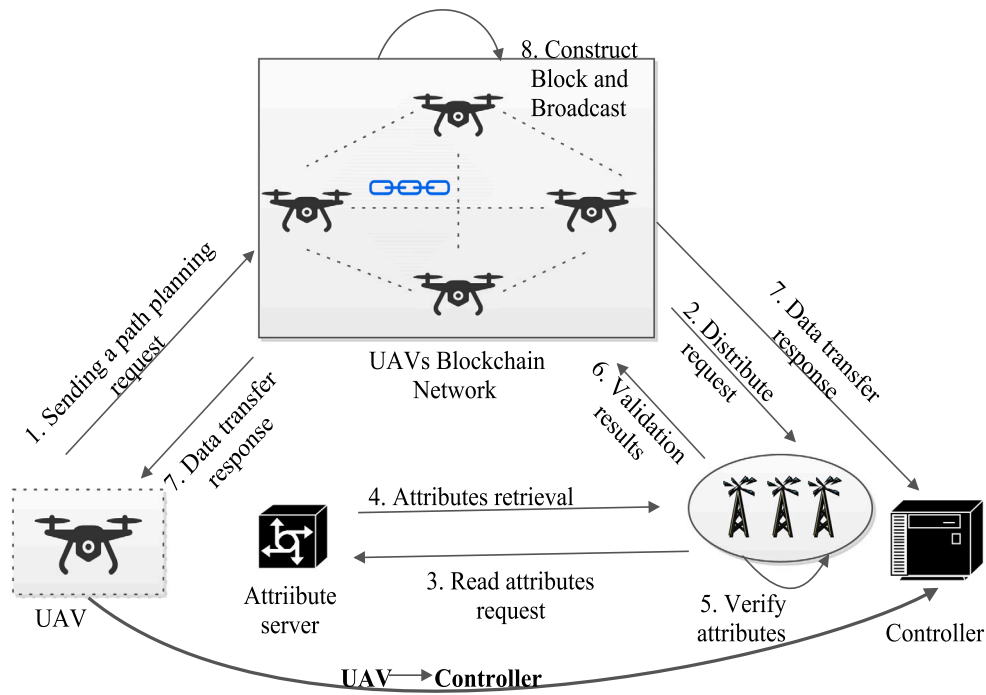 8. Construct
Block and
Broadcast
1. Sending a path planning
request
UAVs Blockchain
Network
7. Data transfer
response
2. Distribute
request
6. Validation
results
7. Data transfer
response
4. Attributes retrieval
3. Read attributes
request
5. Verify
attributes
UAV
Attriibute
server
Controller
UAV Controller